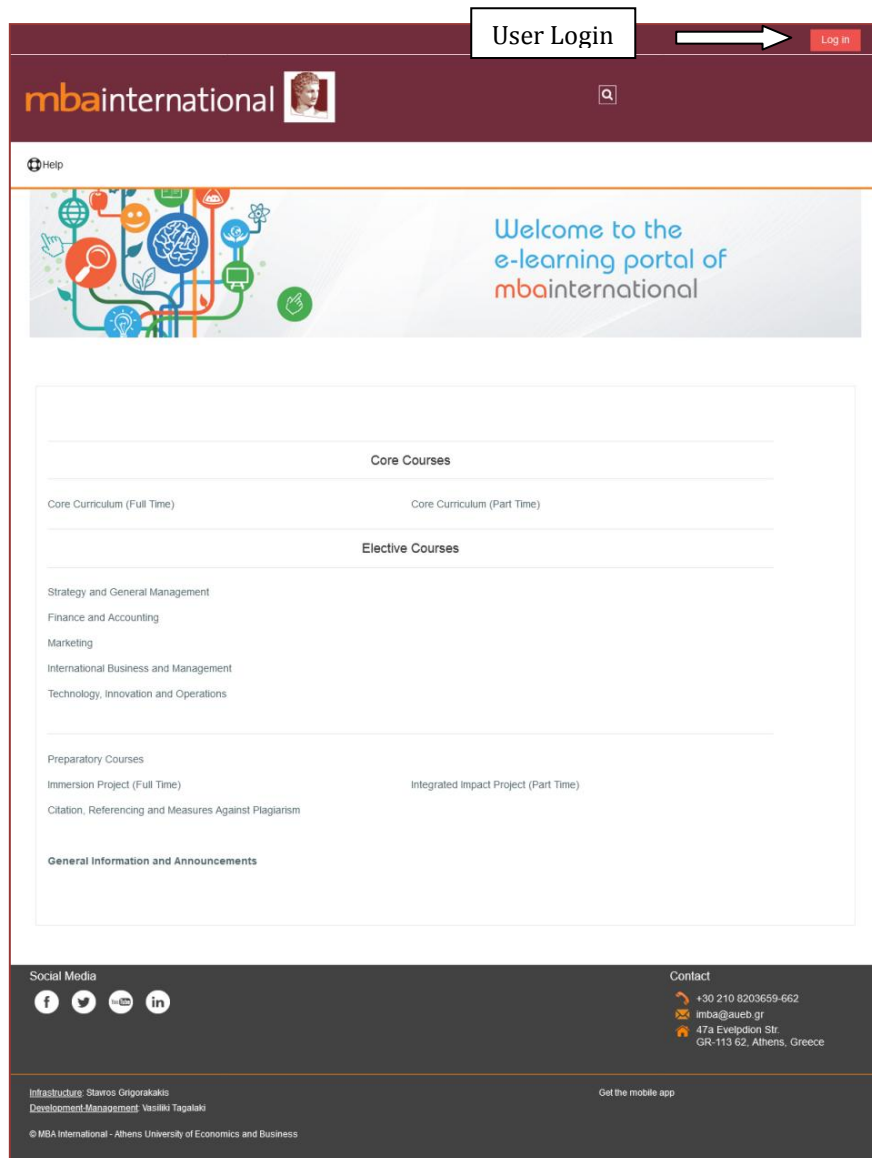 User Login
Log in
mbainternational
Help
Welcome to the
e-learning portal of
mbainternational
Core Courses
Core Curriculum (Full Time) Core Curriculum (Part Time)
Elective Courses
Strategy and General Management
Finance and Accounting
Marketing
International Business and Management
Technology, Innovation and Operations
Preparatory Courses
Immersion Project (Full Time) Integrated Impact Project (Part Time)
Citation, Referencing and Measures Against Plagiarism
General Information and Announcements
Social Media Contact
+30 210 8203659-662
imba@aueb.gr
47a Evelpdion Str.
GR-113 62, Athens, Greece
Infrastructure: Stavros Grigorakakis Get the mobile app
Development-Management: Vasiliki Tagalaki
© MBA International - Athens University of Economics and Business